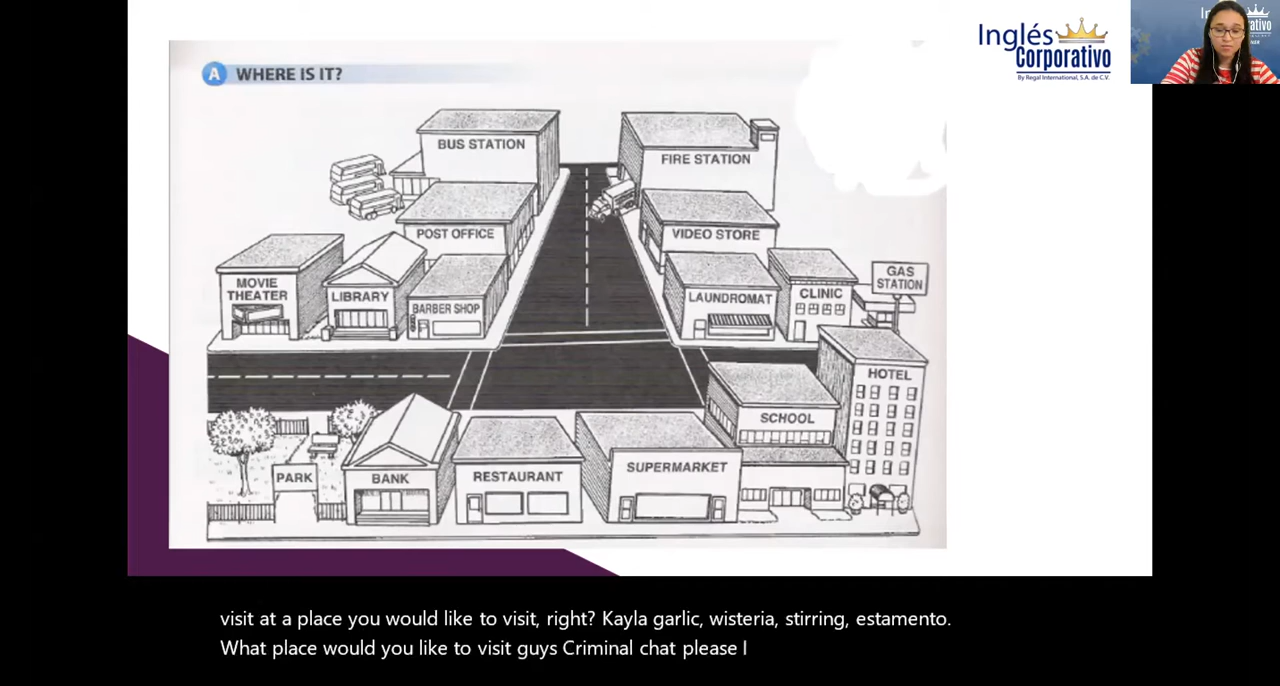 Inglés
Corporativo
By Regal International, S.A. de C.V.
A WHERE IS IT?
BUS STATION
FIRE STATION
POST OFFICE
VIDEO STORE
MOVIE
THEATER
LIBRARY
BARBER SHOP
LAUNDROMAT
CLINIC
GAS
STATION
HOTEL
SCHOOL
PARK
BANK
RESTAURANT
SUPERMARKET
visit at a place you would like to visit, right? Kayla garlic, wisteria, stirring, estamento.
What place would you like to visit guys Criminal chat please I